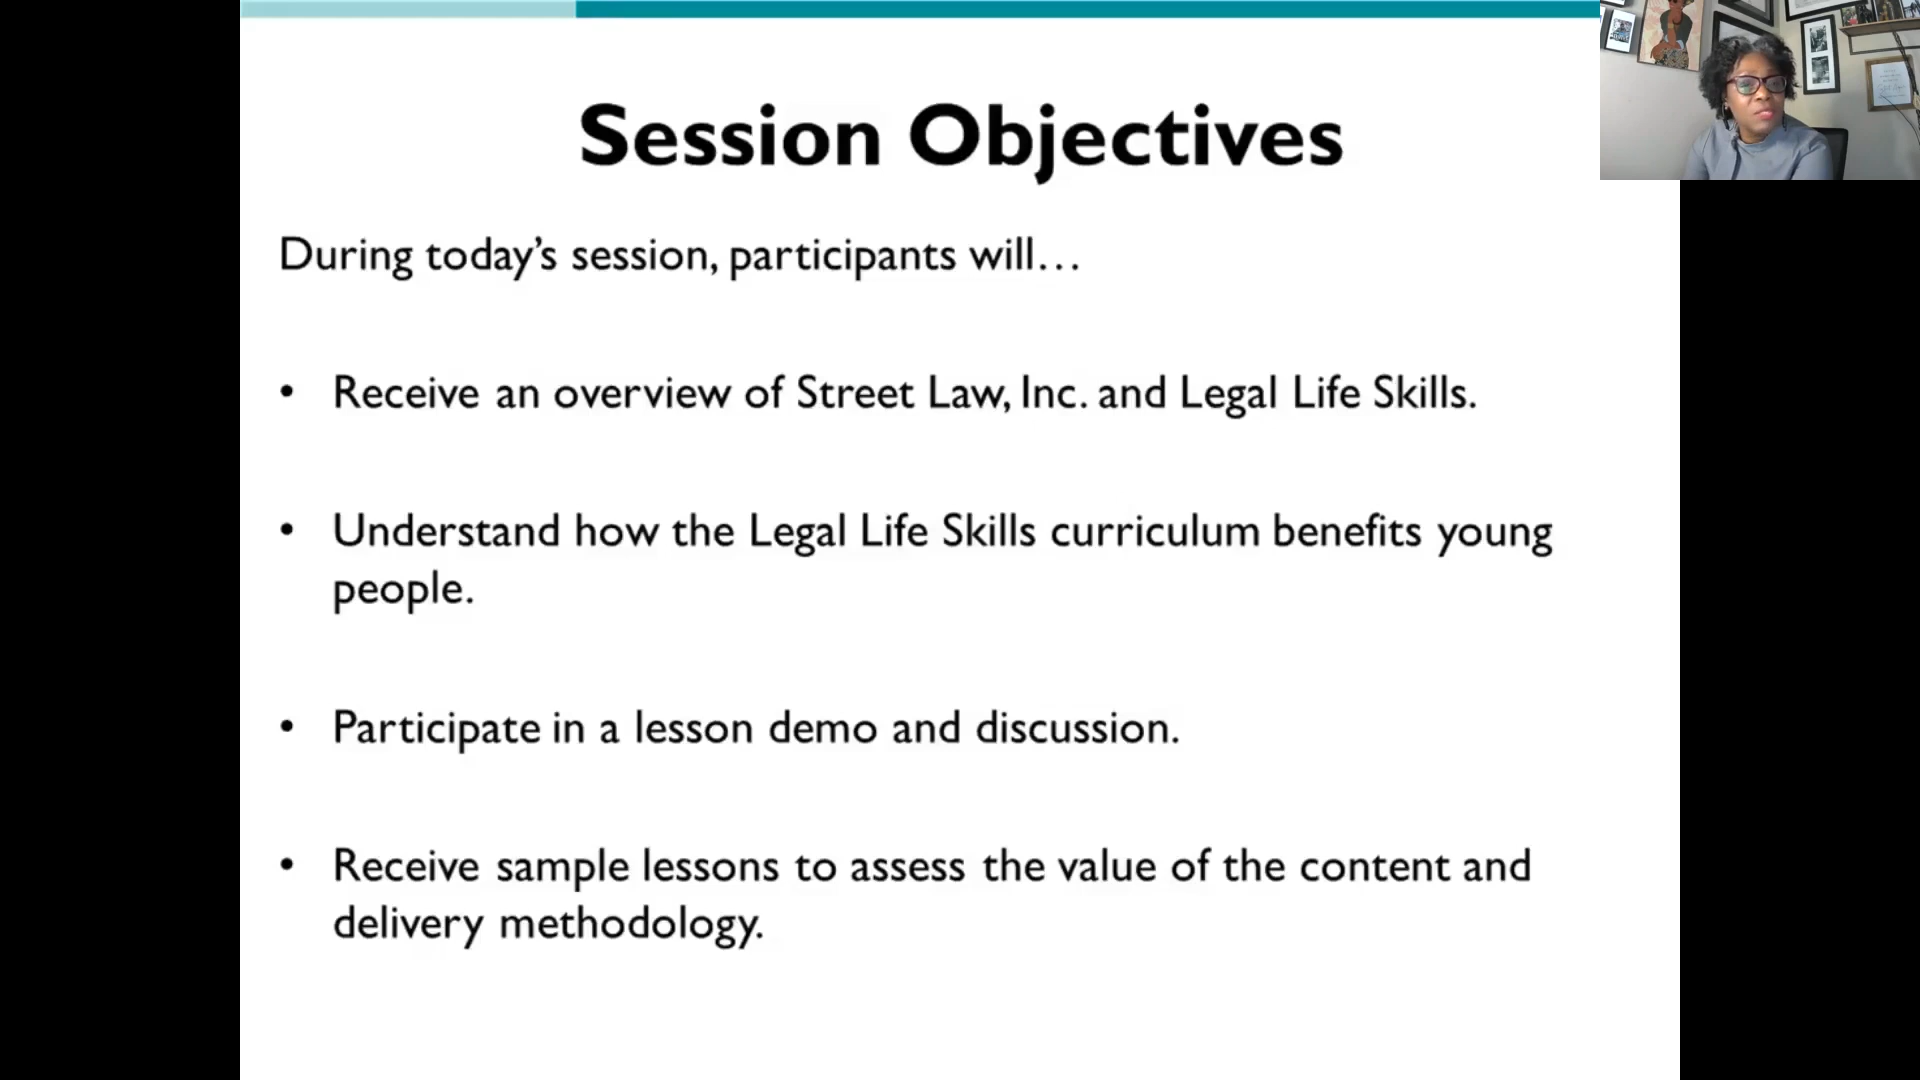 Session Objectives
During today’s session, participants will…
• Receive an overview of Street Law, Inc. and Legal Life Skills.
• Understand how the Legal Life Skills curriculum benefits young
people.
• Participate in a lesson demo and discussion.
• Receive sample lessons to assess the value of the content and
delivery methodology.